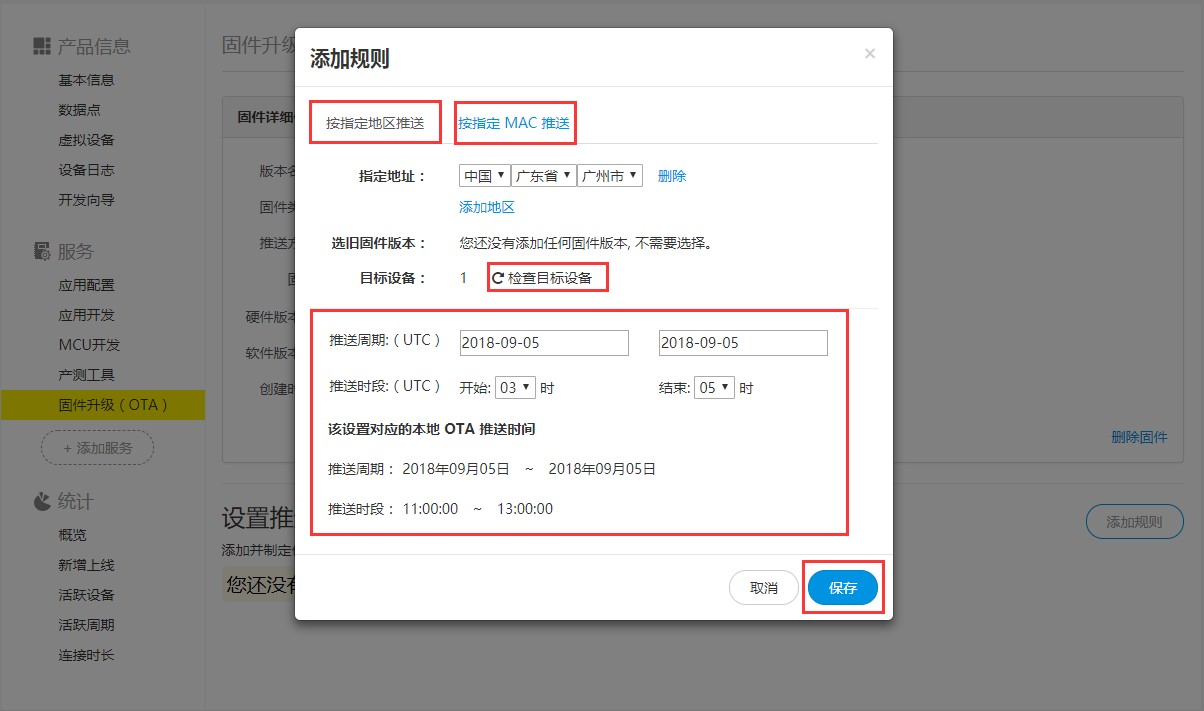 产品信息
基本信息
数据点
虚拟设备
设备日志
开发向导
服务
应用配置
应用开发
MCU开发
产测工具
固件升级（OTA）
+ 添加服务
统计
概览
新增上线
活跃设备
活跃周期
连接时长
固件升级
固件详细
版本名
固件类
推送方
固
硬件版本
软件版本
创建时
删除固件
设置推
添加规则
添加并制定
您还没有
添加规则
×
按指定地区推送 按指定 MAC 推送
指定地址： 中国 广东省 广州市 删除
添加地区
选旧固件版本： 您还没有添加任何固件版本, 不需要选择。
目标设备： 1 检查目标设备
推送周期:（UTC） 2018-09-05 2018-09-05
推送时段:（UTC） 开始: 03 时 结束: 05 时
该设置对应的本地 OTA 推送时间
推送周期： 2018年09月05日 ~ 2018年09月05日
推送时段： 11:00:00 ~ 13:00:00
取消 保存